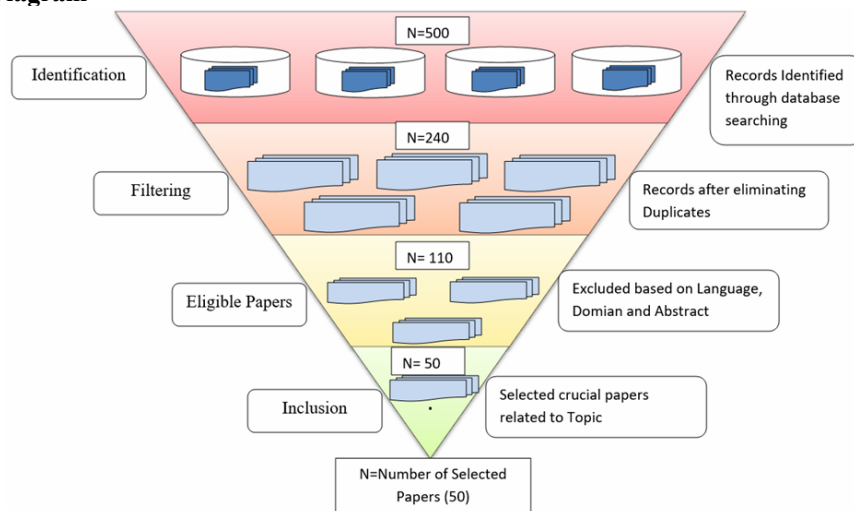 N=500
Identification
Records Identified
through database
searching
N=240
Filtering
Records after eliminating
Duplicates
N= 110
Eligible Papers
Excluded based on Language,
Domian and Abstract
N= 50
Inclusion
Selected crucial papers
related to Topic
N=Number of Selected
Papers (50)